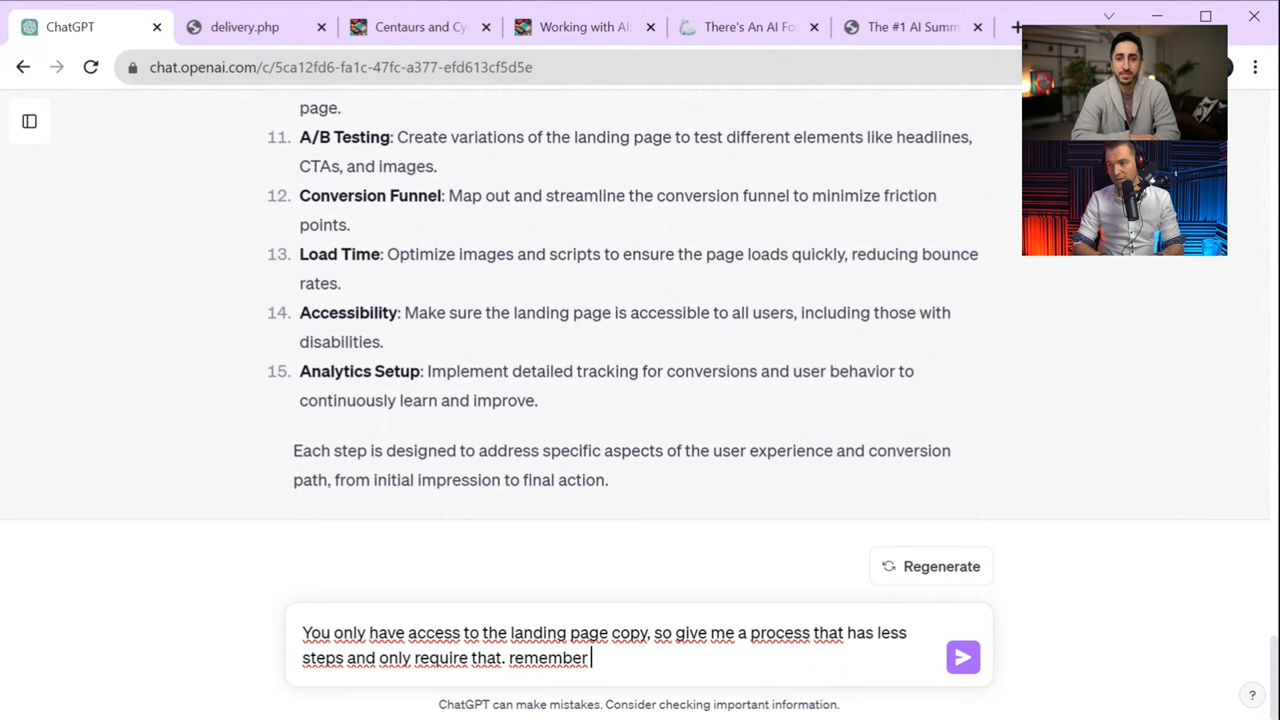 ChatGPT
delivery.php
Centaurs and Cy
Working with AI:
There's An AI Fo
The #1 AI Summ
chat.openai.com/c/5ca12fd6-fa1c-47fc-a377-efd613cf5d5e
page.
11. A/B Testing: Create variations of the landing page to test different elements like headlines,
CTAs, and images.
12. Conversion Funnel: Map out and streamline the conversion funnel to minimize friction
points.
13. Load Time: Optimize images and scripts to ensure the page loads quickly, reducing bounce
rates.
14. Accessibility: Make sure the landing page is accessible to all users, including those with
disabilities.
15. Analytics Setup: Implement detailed tracking for conversions and user behavior to
continuously learn and improve.
Each step is designed to address specific aspects of the user experience and conversion
path, from initial impression to final action.
Regenerate
You only have access to the landing page copy, so give me a process that has less
steps and only require that. remember
ChatGPT can make mistakes. Consider checking important information.
?